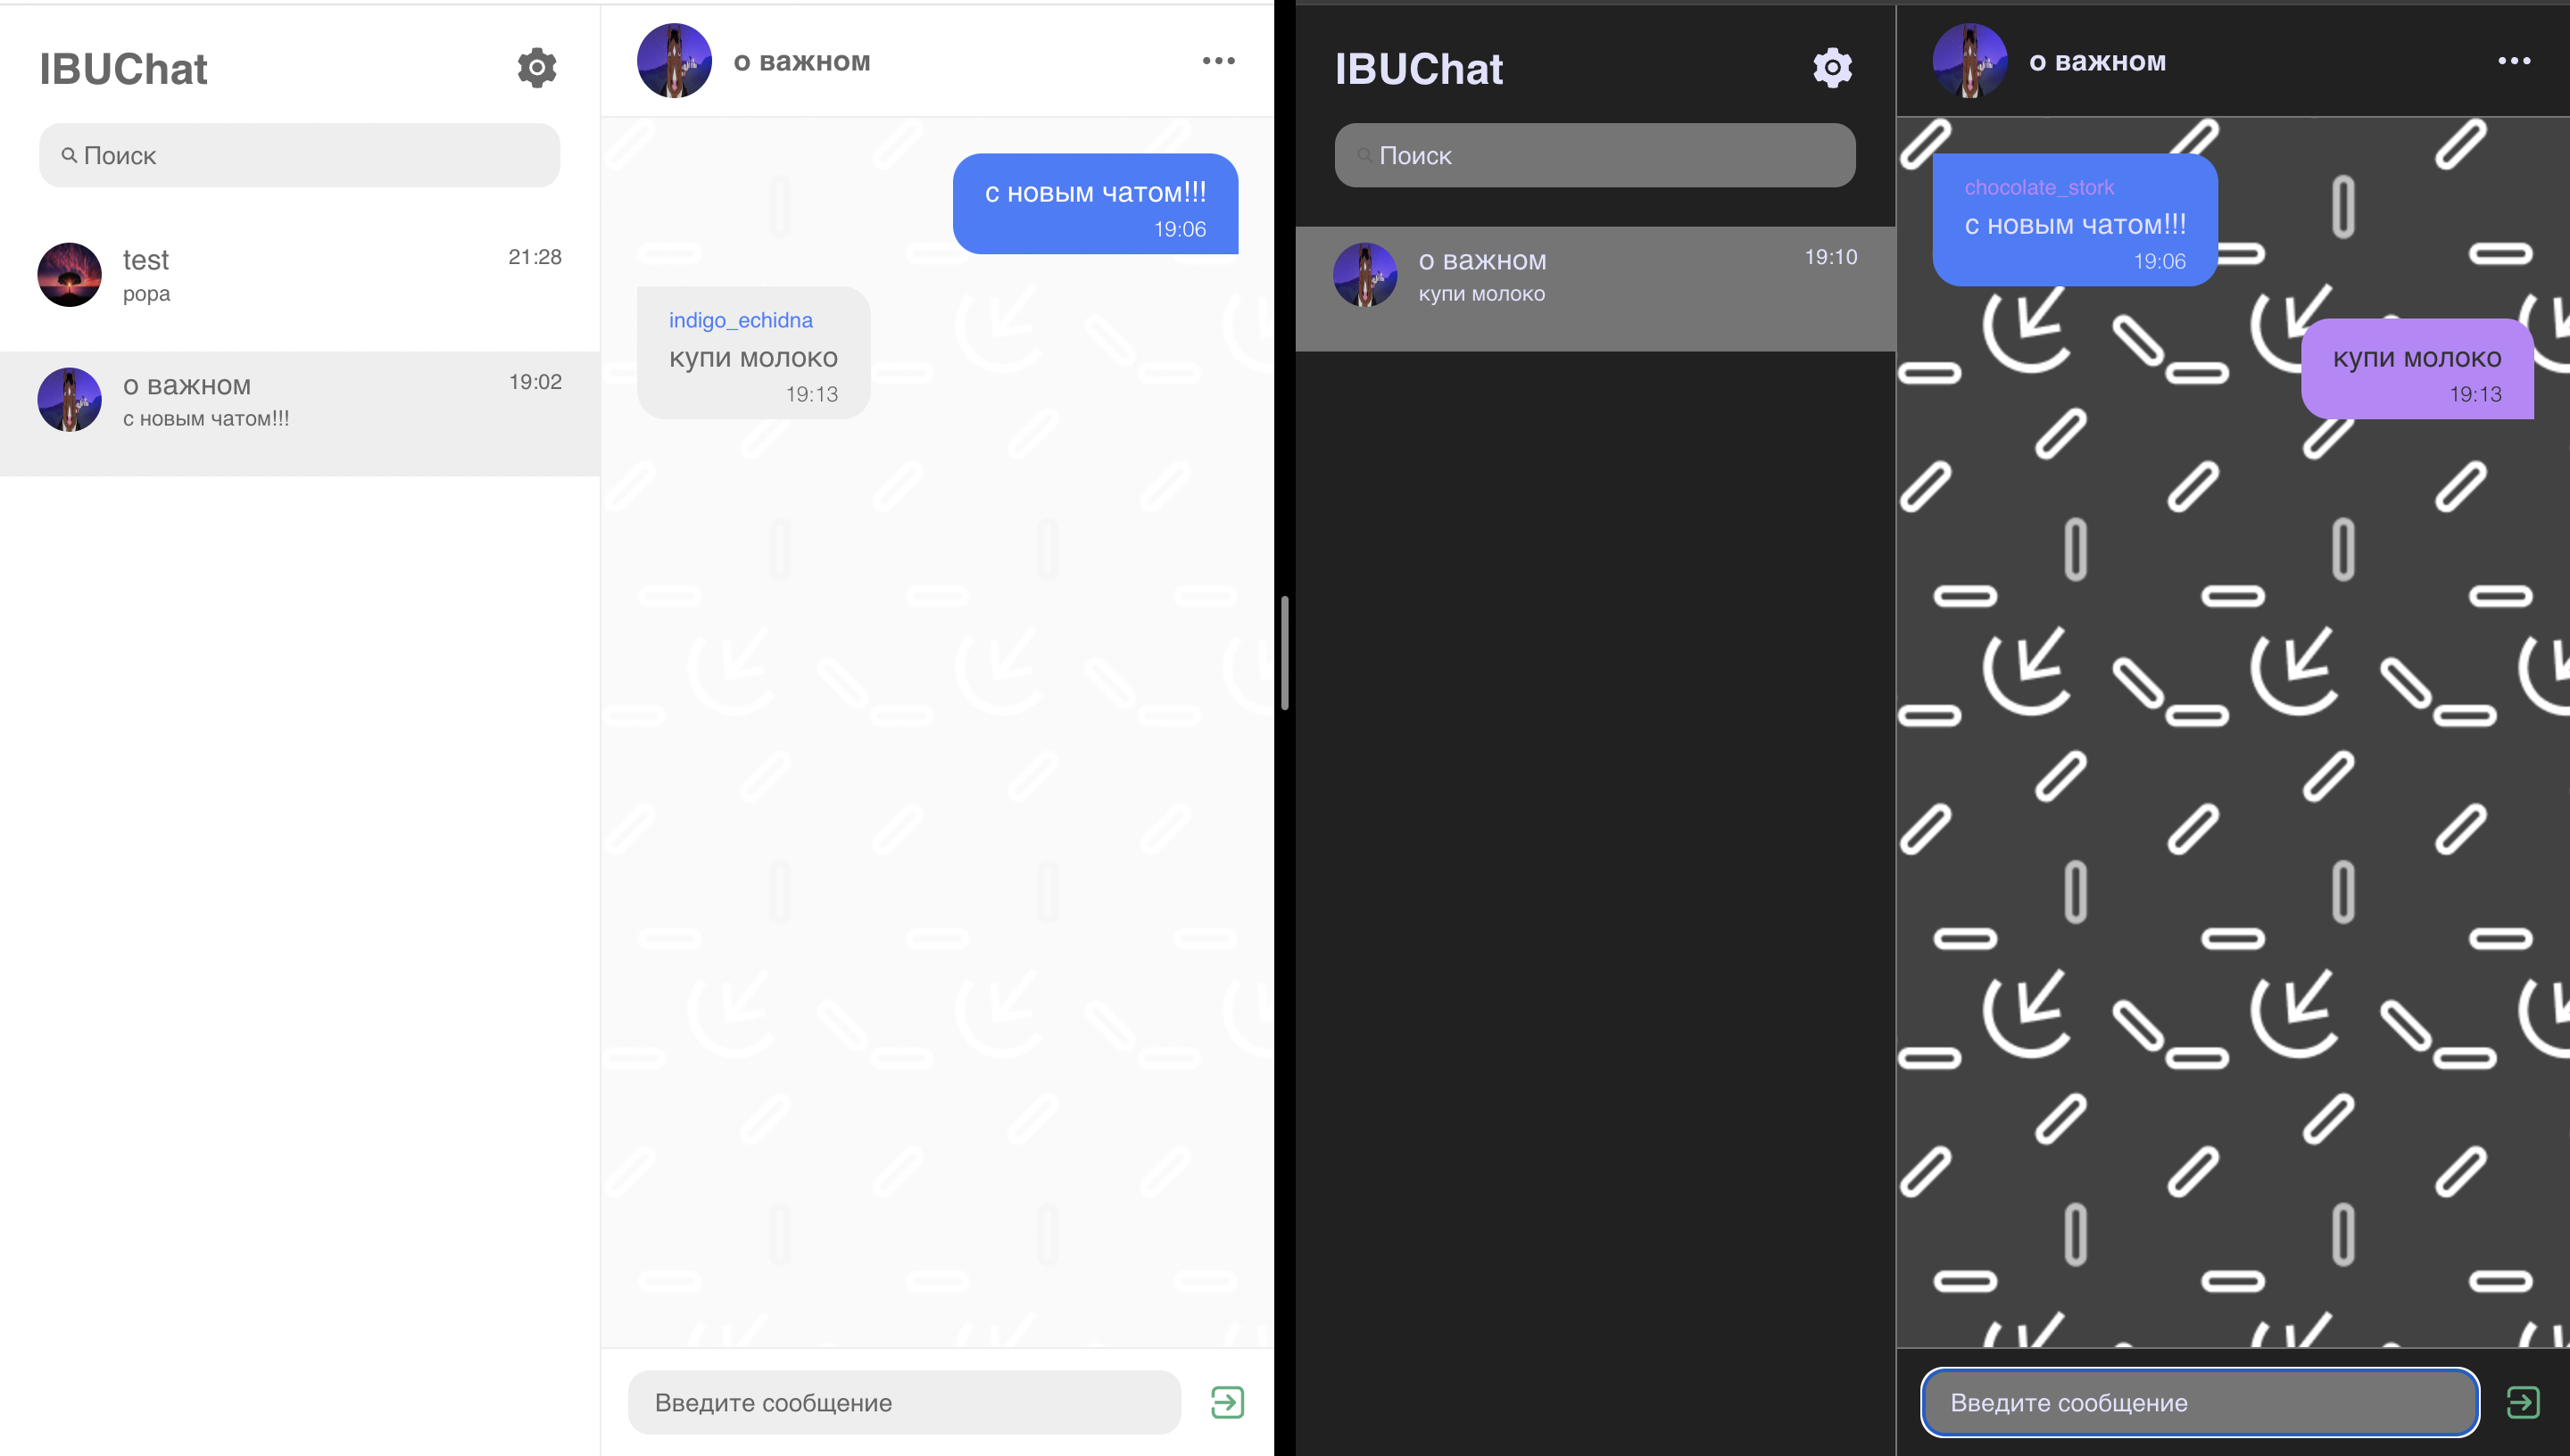 IBUChat
Поиск
test
21:28
popa
о важном
19:02
с новым чатом!!!
о важном
с новым чатом!!!
19:06
indigo_echidna
купи молоко
19:13
Введите сообщение
IBUChat
Поиск
о важном
19:10
купи молоко
о важном
chocolate_stork
с новым чатом!!!
19:06
купи молоко
19:13
Введите сообщение